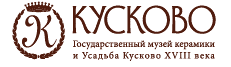 К
КУСКОВО
Государственный музей керамики
и Усадьба Кусково XVIII века